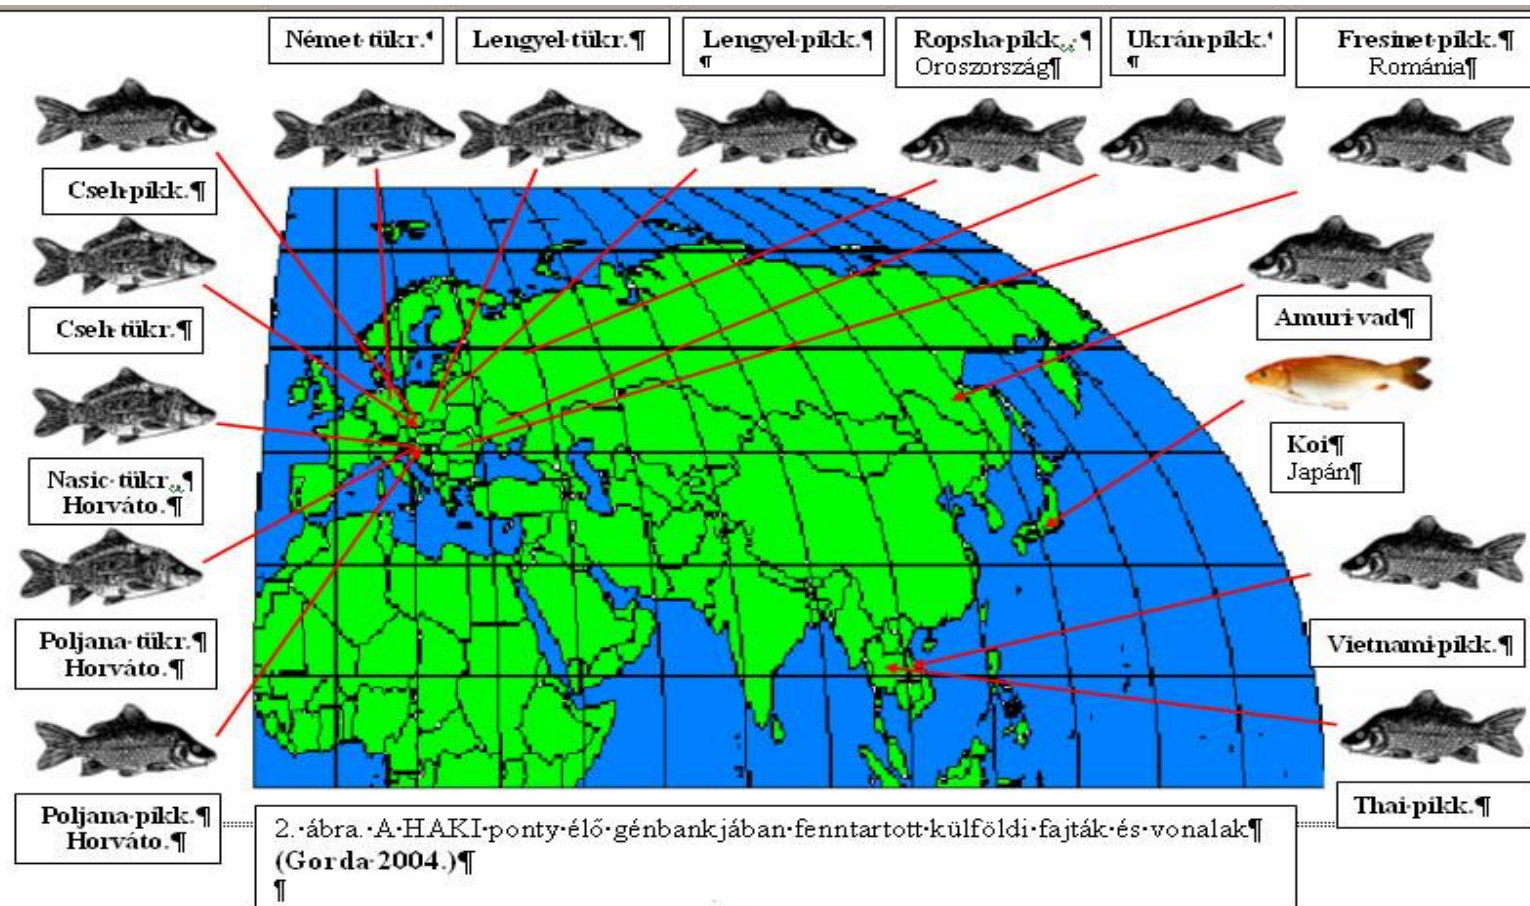 Német·tükr.¶
Lengyel·tükr.¶
Lengyel·pikk.¶
¶
Ropsha·pikk.·¶
Oroszország¶
Ukrán·pikk.¶
¶
Fresinet·pikk.¶
Románia¶
Cseh·pikk.¶
Cseh·tükr.¶
Nasic·tükr.¶
Horváto.¶
Poljana·tükr.¶
Horváto.¶
Poljana·pikk.¶
Horváto.¶
Amuri·vad¶
Koi¶
Japán¶
Vietnami·pikk.¶
Thai·pikk.¶
2.·ábra.·A·HAKI·ponty·élő·génbankjában·fenntartott·külföldi·fajták·és·vonalak¶
(Gorda·2004.)¶
¶